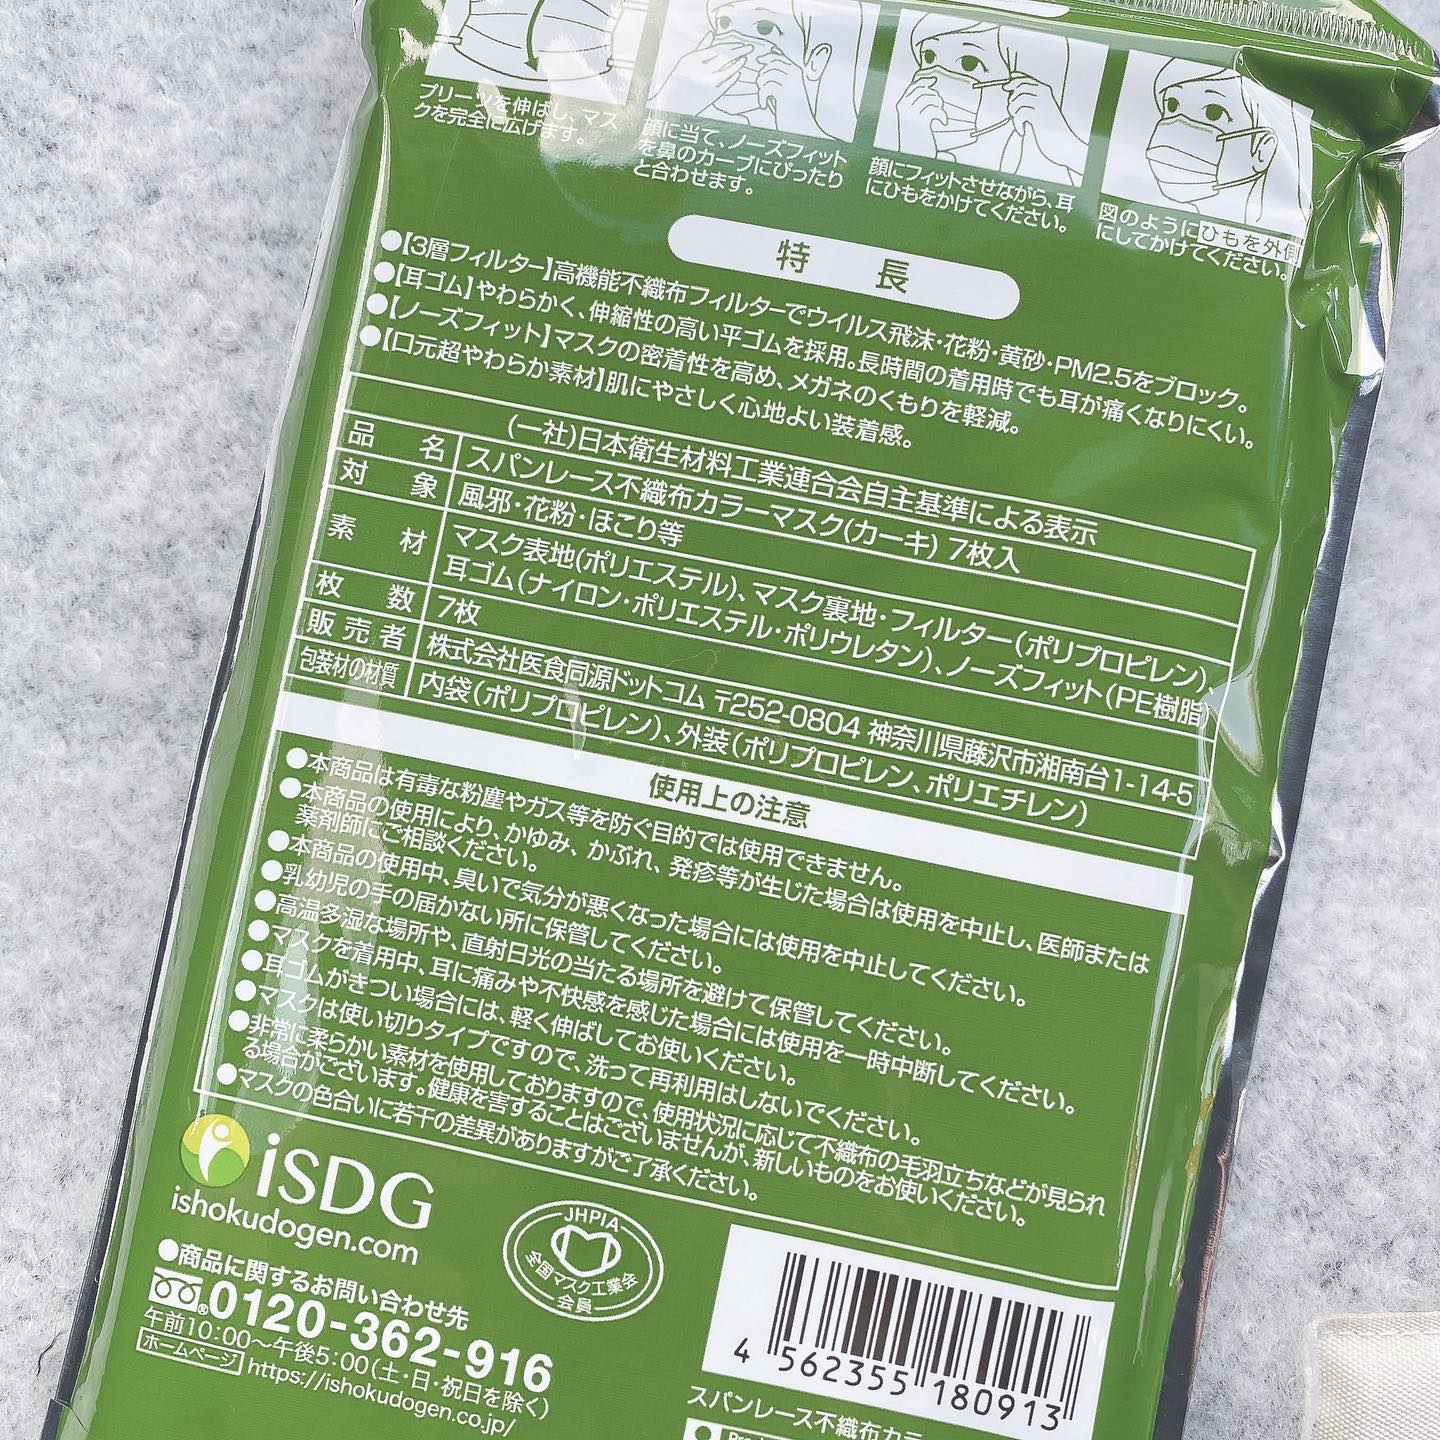 プリーツを伸ばし、マス
クを完全に広げます。
顔に当て、ノーズフィット
を鼻のカーブにぴったり
と合わせます。
顔にフィットさせながら、耳
にひもをかけてください。
図のようにひもを外側
にしてかけてください。
特 長
●【3層フィルター】高機能不織布フィルターでウイルス飛沫・花粉・黄砂・PM2.5をブロック。
●【耳ゴム】やわらかく、伸縮性の高い平ゴムを採用。長時間の着用時でも耳が痛くなりにくい。
●【ノーズフィット】マスクの密着性を高め、メガネのくもりを軽減。
●【口元超やわらか素材】肌にやさしく心地よい装着感。
(一社)日本衛生材料工業連合会自主基準による表示
品 名 スパンレース不織布カラーマスク(カーキ) 7枚入
対 象 風邪・花粉・ほこり等
素 材 マスク表地(ポリエステル)、マスク裏地・フィルター(ポリプロピレン)、
耳ゴム(ナイロン・ポリエステル・ポリウレタン)、ノーズフィット(PE樹脂)
枚 数 7枚
販売者 株式会社医食同源ドットコム 〒252-0804 神奈川県藤沢市湘南台1-14-5
包装材の材質 内袋(ポリプロピレン)、外装(ポリプロピレン、ポリエチレン)
使用上の注意
●本商品は有毒な粉塵やガス等を防ぐ目的では使用できません。
●本商品の使用により、かゆみ、かぶれ、発疹等が生じた場合は使用を中止し、医師または
薬剤師にご相談ください。
●本商品の使用中、臭いで気分が悪くなった場合には使用を中止してください。
●乳幼児の手の届かない所に保管してください。
●高温多湿な場所や、直射日光の当たる場所を避けて保管してください。
●マスクを着用中、耳に痛みや不快感を感じた場合には使用を一時中断してください。
●耳ゴムがきつい場合には、軽く伸ばしてお使いください。
●マスクは使い切りタイプですので、洗って再利用はしないでください。
●非常に柔らかい素材を使用しておりますので、使用状況に応じて不織布の毛羽立ちなどが見られ
る場合がございます。健康を害することはございませんが、新しいものをお使いください。
●マスクの色合いに若干の差異がありますがご了承ください。
iSDG
ishokudogen.com
JHPIA
全国マスク工業会
会員
●商品に関するお問い合わせ先
0120-362-916
午前10:00〜午後5:00(土・日・祝日を除く)
ホームページ https://ishokudogen.co.jp/
4 562355 180913
スパンレース不織布カラ